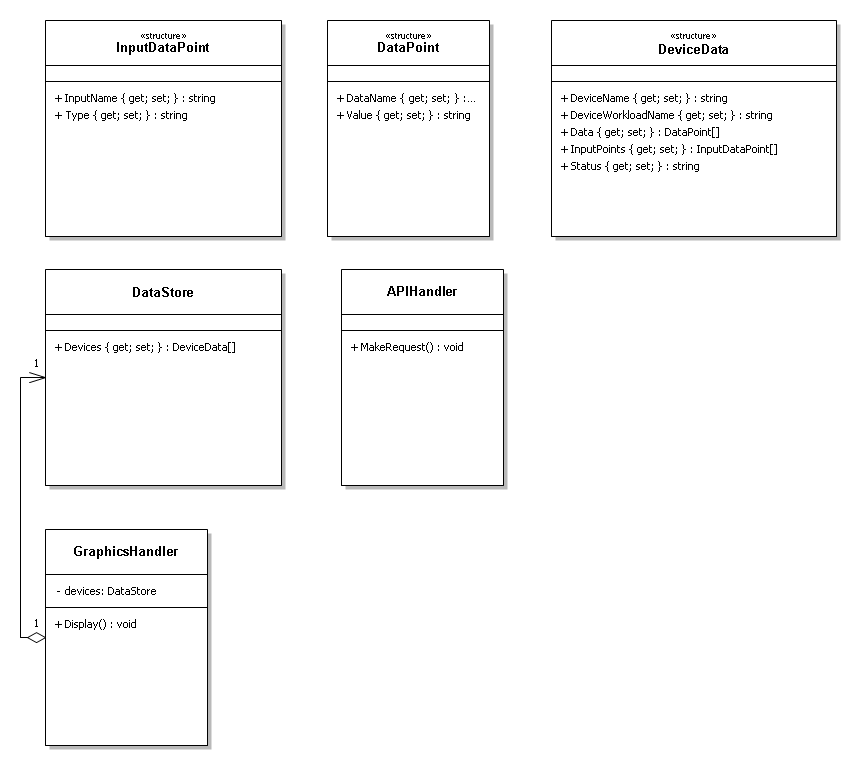 «structure»
InputDataPoint
+ InputName { get; set; } : string
+ Type { get; set; } : string
«structure»
DataPoint
+ DataName { get; set; } :...
+ Value { get; set; } : string
«structure»
DeviceData
+ DeviceName { get; set; } : string
+ DeviceWorkloadName { get; set; } : string
+ Data { get; set; } : DataPoint[]
+ InputPoints { get; set; } : InputDataPoint[]
+ Status { get; set; } : string
DataStore
+ Devices { get; set; } : DeviceData[]
1
APIHandler
+ MakeRequest() : void
GraphicsHandler
- devices: DataStore
1
+ Display() : void